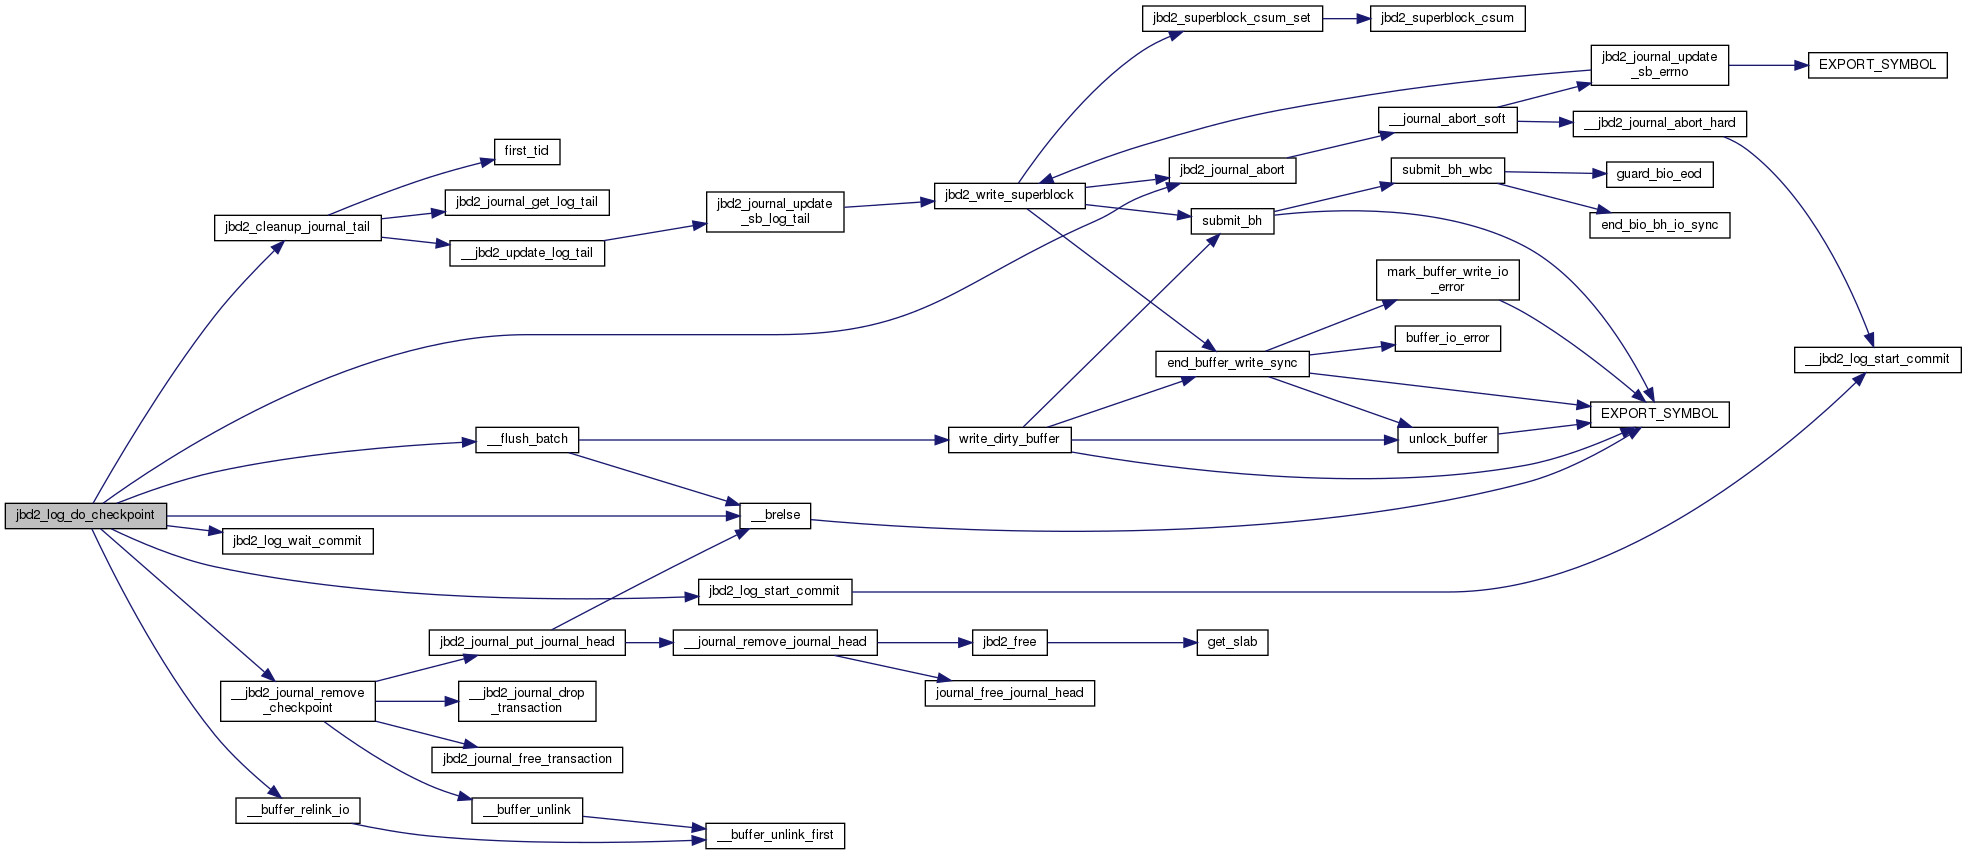 jbd2_superblock_csum_set
jbd2_superblock_csum
jbd2_journal_update
_sb_errno
EXPORT_SYMBOL
__journal_abort_soft
__jbd2_journal_abort_hard
first_tid
jbd2_journal_abort
submit_bh_wbc
guard_bio_eod
jbd2_journal_get_log_tail
jbd2_journal_update
_sb_log_tail
jbd2_write_superblock
submit_bh
end_bio_bh_io_sync
jbd2_cleanup_journal_tail
__jbd2_update_log_tail
mark_buffer_write_io
_error
buffer_io_error
end_buffer_write_sync
__jbd2_log_start_commit
EXPORT_SYMBOL
__flush_batch
write_dirty_buffer
unlock_buffer
jbd2_log_do_checkpoint
__brelse
jbd2_log_wait_commit
jbd2_log_start_commit
jbd2_journal_put_journal_head
__journal_remove_journal_head
jbd2_free
get_slab
__jbd2_journal_remove
_checkpoint
__jbd2_journal_drop
_transaction
journal_free_journal_head
jbd2_journal_free_transaction
__buffer_relink_io
__buffer_unlink
__buffer_unlink_first